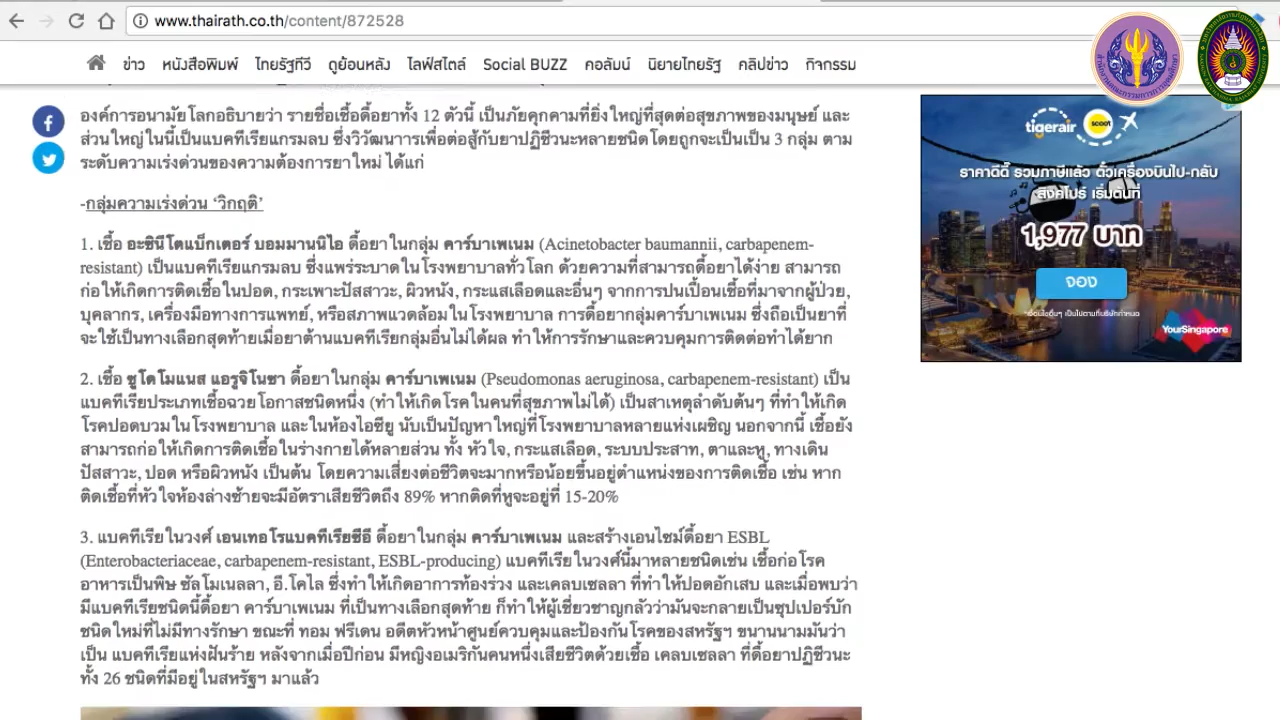 www.thairath.co.th/content/872528
ข่าว หนังสือพิมพ์ ไทยรัฐทีวี ดูย้อนหลัง ไลฟ์สไตล์ Social BUZZ คอลัมน์ นิยายไทยรัฐ คลิปข่าว กิจกรรม
องค์การอนามัยโลกอธิบายว่า รายชื่อเชื้อดื้อยาทั้ง 12 ตัวนี้ เป็นภัยคุกคามที่ยิ่งใหญ่ที่สุดต่อสุขภาพของมนุษย์ และ
ส่วนใหญ่ในนี้เป็นแบคทีเรียแกรมลบ ซึ่งวิวัฒนาารเพื่อต่อสู้กับยาปฏิชีวนะหลายชนิดโดยถูกจะเป็นเป็น 3 กลุ่ม ตาม
ระดับความเร่งด่วนของความต้องการยาใหม่ ได้แก่
-กลุ่มความเร่งด่วน ‘วิกฤติ’
1. เชื้อ อะซินีโตแบ็กเตอร์ บอมมานนิไอ ดื้อยาในกลุ่ม คาร์บาเพเนม (Acinetobacter baumannii, carbapenem-
resistant) เป็นแบคทีเรียแกรมลบ ซึ่งแพร่ระบาดในโรงพยาบาลทั่วโลก ด้วยความที่สามารถดื้อยาได้ง่าย สามารถ
ก่อให้เกิดการติดเชื้อในปอด, กระเพาะปัสสาวะ, ผิวหนัง, กระแสเลือดและอื่นๆ จากการปนเปื้อนเชื้อที่มาจากผู้ป่วย,
บุคลากร, เครื่องมือทางการแพทย์, หรือสภาพแวดล้อมในโรงพยาบาล การดื้อยากลุ่มคาร์บาเพเนม ซึ่งถือเป็นยาที่
จะใช้เป็นทางเลือกสุดท้ายเมื่อยาต้านแบคทีเรียกลุ่มอื่นไม่ได้ผล ทำให้การรักษาและควบคุมการติดต่อทำได้ยาก
2. เชื้อ ซูโดโมแนส แอรูจิโนซา ดื้อยาในกลุ่ม คาร์บาเพเนม (Pseudomonas aeruginosa, carbapenem-resistant) เป็น
แบคทีเรียประเภทเชื้อฉวยโอกาสชนิดหนึ่ง (ทำให้เกิดโรคในคนที่สุขภาพไม่ได้) เป็นสาเหตุลำดับต้นๆ ที่ทำให้เกิด
โรคปอดบวมในโรงพยาบาล และในห้องไอซียู นับเป็นปัญหาใหญ่ที่โรงพยาบาลหลายแห่งเผชิญ นอกจากนี้ เชื้อยัง
สามารถก่อให้เกิดการติดเชื้อในร่างกายได้หลายส่วน ทั้ง หัวใจ, กระแสเลือด, ระบบประสาท, ตาและหู, ทางเดิน
ปัสสาวะ, ปอด หรือผิวหนัง เป็นต้น โดยความเสี่ยงต่อชีวิตจะมากหรือน้อยขึ้นอยู่ตำแหน่งของการติดเชื้อ เช่น หาก
ติดเชื้อที่หัวใจห้องล่างซ้ายจะมีอัตราเสียชีวิตถึง 89% หากติดที่หูจะอยู่ที่ 15-20%
3. แบคทีเรียในวงศ์ เอนเทอโรแบคทีเรียซีอี ดื้อยาในกลุ่ม คาร์บาเพเนม และสร้างเอนไซม์ดื้อยา ESBL
(Enterobacteriaceae, carbapenem-resistant, ESBL-producing) แบคทีเรียในวงศ์นี้มาหลายชนิดเช่น เชื้อก่อโรค
อาหารเป็นพิษ ซัลโมเนลลา, อี.โคไล ซึ่งทำให้เกิดอาการท้องร่วง และเคลบเซลลา ที่ทำให้ปอดอักเสบ และเมื่อพบว่า
มีแบคทีเรียชนิดนี้ดื้อยา คาร์บาเพเนม ที่เป็นทางเลือกสุดท้าย ก็ทำให้ผู้เชี่ยวชาญกลัวว่ามันจะกลายเป็นซุปเปอร์บัก
ชนิดใหม่ที่ไม่มีทางรักษา ขณะที่ ทอม ฟรีเดน อดีตหัวหน้าศูนย์ควบคุมและป้องกันโรคของสหรัฐฯ ขนานนามมันว่า
เป็น แบคทีเรียแห่งฝันร้าย หลังจากเมื่อปีก่อน มีหญิงอเมริกันคนหนึ่งเสียชีวิตด้วยเชื้อ เคลบเซลลา ที่ดื้อยาปฏิชีวนะ
ทั้ง 26 ชนิดที่มีอยู่ในสหรัฐฯ มาแล้ว
tigerair scoot
ราคาดีดี๊ รวมภาษีแล้ว ตั๋วเครื่องบินไป-กลับ
สิงคโปร์ เริ่มต้นที่
1,977 บาท
จอง
*เงื่อนไขอื่นๆ เป็นไปตามที่บริษัทกำหนด
YourSingapore